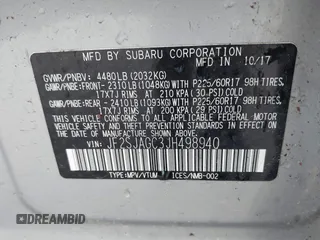 MFD BY: SUBARU CORPORATION 10/17
GVWR/PNBV: 4480LB (2032KG)
GAWR/PNBE: FRONT- 2310LB (1048KG) WITH P225/60R17 98H TIRES,
17X7J RIMS AT 210 KPA (30 PSI) COLD
GAWR/PNBE: REAR - 2410LB (1093KG) WITH P225/60R17 98H TIRES,
17X7J RIMS AT 200 KPA (29 PSI) COLD
THIS VEHICLE CONFORMS TO ALL APPLICABLE FEDERAL
MOTOR VEHICLE SAFETY, BUMPER, AND THEFT PREVENTION
STANDARDS IN EFFECT ON THE DATE OF MANUFACTURE
SHOWN ABOVE.
VIN: JF2SJAGC3JH498940
TYPE: MPV/VTUM ICES/NMB-002
AMERIBID